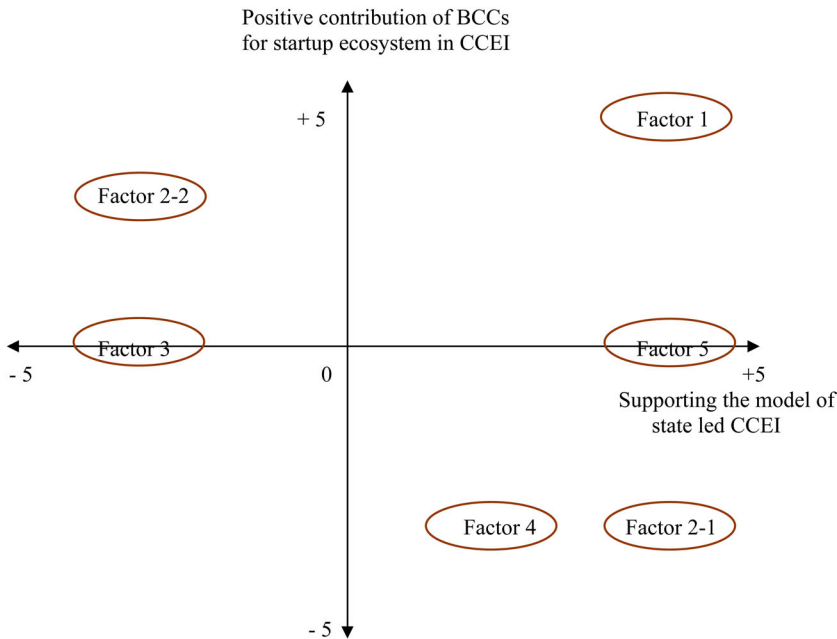 Positive contribution of BCCs
for startup ecosystem in CCEI
+ 5
Factor 1
Factor 2-2
Factor 3
Factor 5
- 5
0
+5
Supporting the model of
state led CCEI
Factor 4
Factor 2-1
- 5